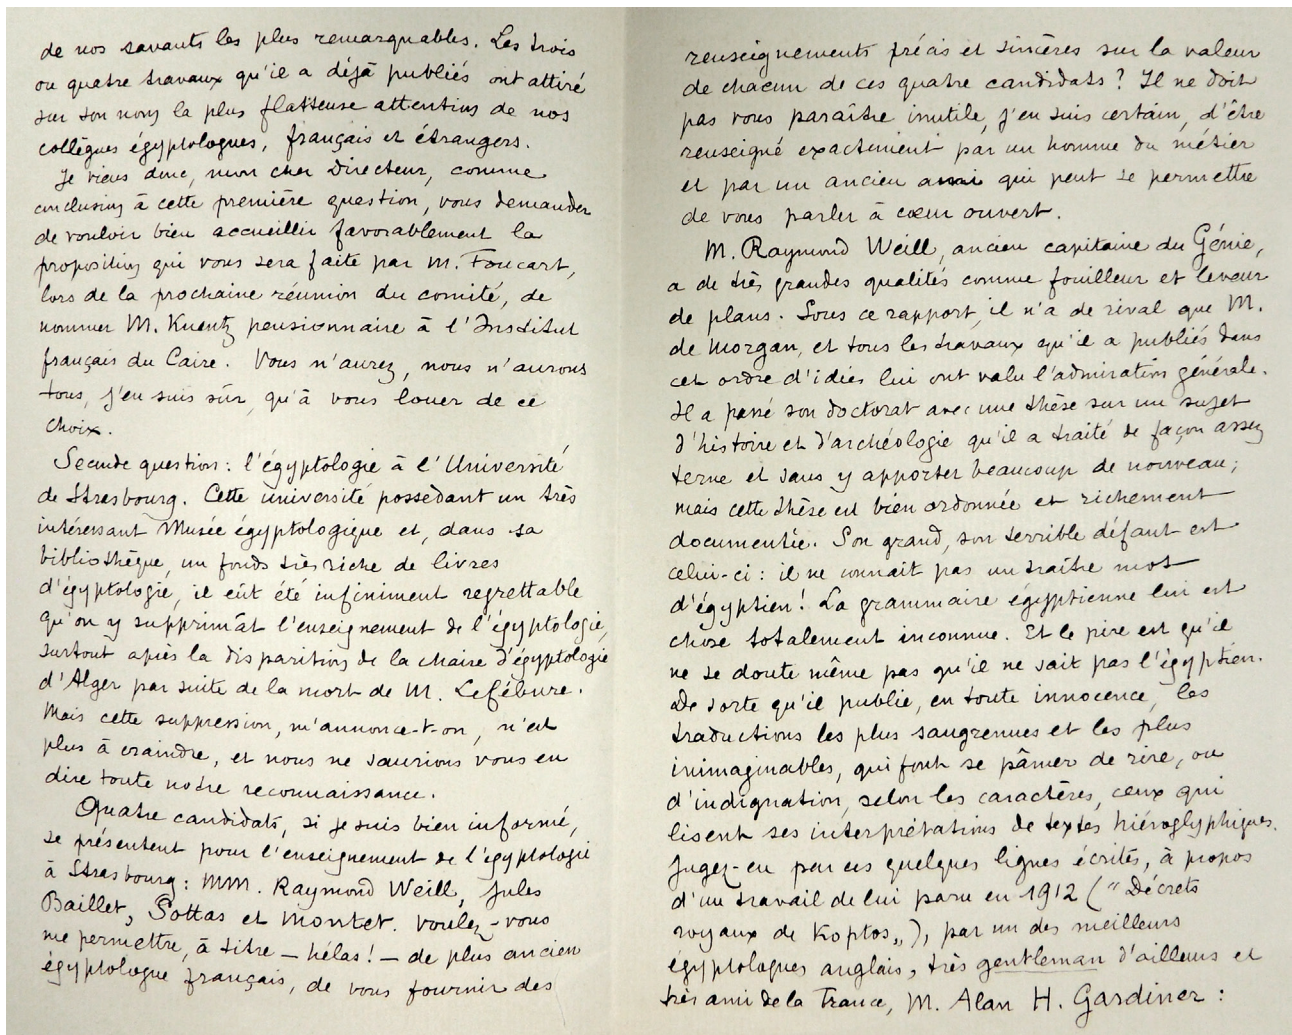 de nos savants les plus remarquables. Les trois
ou quatre travaux qu'il a déjà publiés ont attiré
sur son nom la plus flatteuse attention de nos
collègues égyptologues, français et étrangers.
Je viens donc, mon cher Directeur, comme
conclusion à cette première question, vous demander
de vouloir bien accueillir favorablement la
proposition qui vous sera faite par M. Foucart,
lors de la prochaine réunion du comité, de
nommer M. Kuentz pensionnaire à l'Institut
français du Caire. Vous n'aurez, nous n'aurons
tous, j'en suis sûr, qu'à vous louer de ce
choix.
Seconde question : l'égyptologie à l'Université
de Strasbourg. Cette université possédant un très
intéressant Musée égyptologique et, dans sa
bibliothèque, un fonds très riche de livres
d'égyptologie, il eût été infiniment regrettable
qu'on y supprimât l'enseignement de l'égyptologie,
surtout après la disparition de la chaire d'égyptologie
d'Alger par suite de la mort de M. Lefébure.
Mais cette suppression, m'annonce-t-on, n'est
plus à craindre, et nous ne saurions vous en
dire toute notre reconnaissance.
Quatre candidats, si je suis bien informé,
se présentent pour l'enseignement de l'égyptologie
à Strasbourg : MM. Raymond Weill, Jules
Baillet, Sottas et Montet. Voulez-vous
me permettre, à titre — hélas ! — de plus ancien
égyptologue français, de vous fournir des
renseignements précis et sincères sur la valeur
de chacun de ces quatre candidats ? Il ne doit
pas vous paraître inutile, j'en suis certain, d'être
renseigné exactement par un homme du métier
et par un ancien ami qui peut se permettre
de vous parler à cœur ouvert.
M. Raymond Weill, ancien capitaine du Génie,
a de très grandes qualités comme fouilleur et leveur
de plans. Sous ce rapport, il n'a de rival que M.
de Morgan, et tous les travaux qu'il a publiés dans
cet ordre d'idées lui ont valu l'admiration générale.
Il a passé son doctorat avec une thèse sur un sujet
d'histoire et d'archéologie qu'il a traité de façon assez
terne et sans y apporter beaucoup de nouveau ;
mais cette thèse est bien ordonnée et richement
documentée. Son grand, son terrible défaut est
celui-ci : il ne connait pas un traître mot
d'égyptien ! La grammaire égyptienne lui est
chose totalement inconnue. Et le pire est qu'il
ne se doute même pas qu'il ne sait pas l'égyptien.
De sorte qu'il publie, en toute innocence, les
traductions les plus saugrenues et les plus
inimaginables, qui font se pâmer de rire, ou
d'indignation, selon les caractères, ceux qui
lisent ses interprétations de textes hiéroglyphiques.
Jugez-en par ces quelques lignes écrites, à propos
d'un travail de lui paru en 1912 ("Décrets
royaux de Koptos„), par un des meilleurs
égyptologues anglais, très gentleman d'ailleurs et
très ami de la France, M. Alan H. Gardiner :